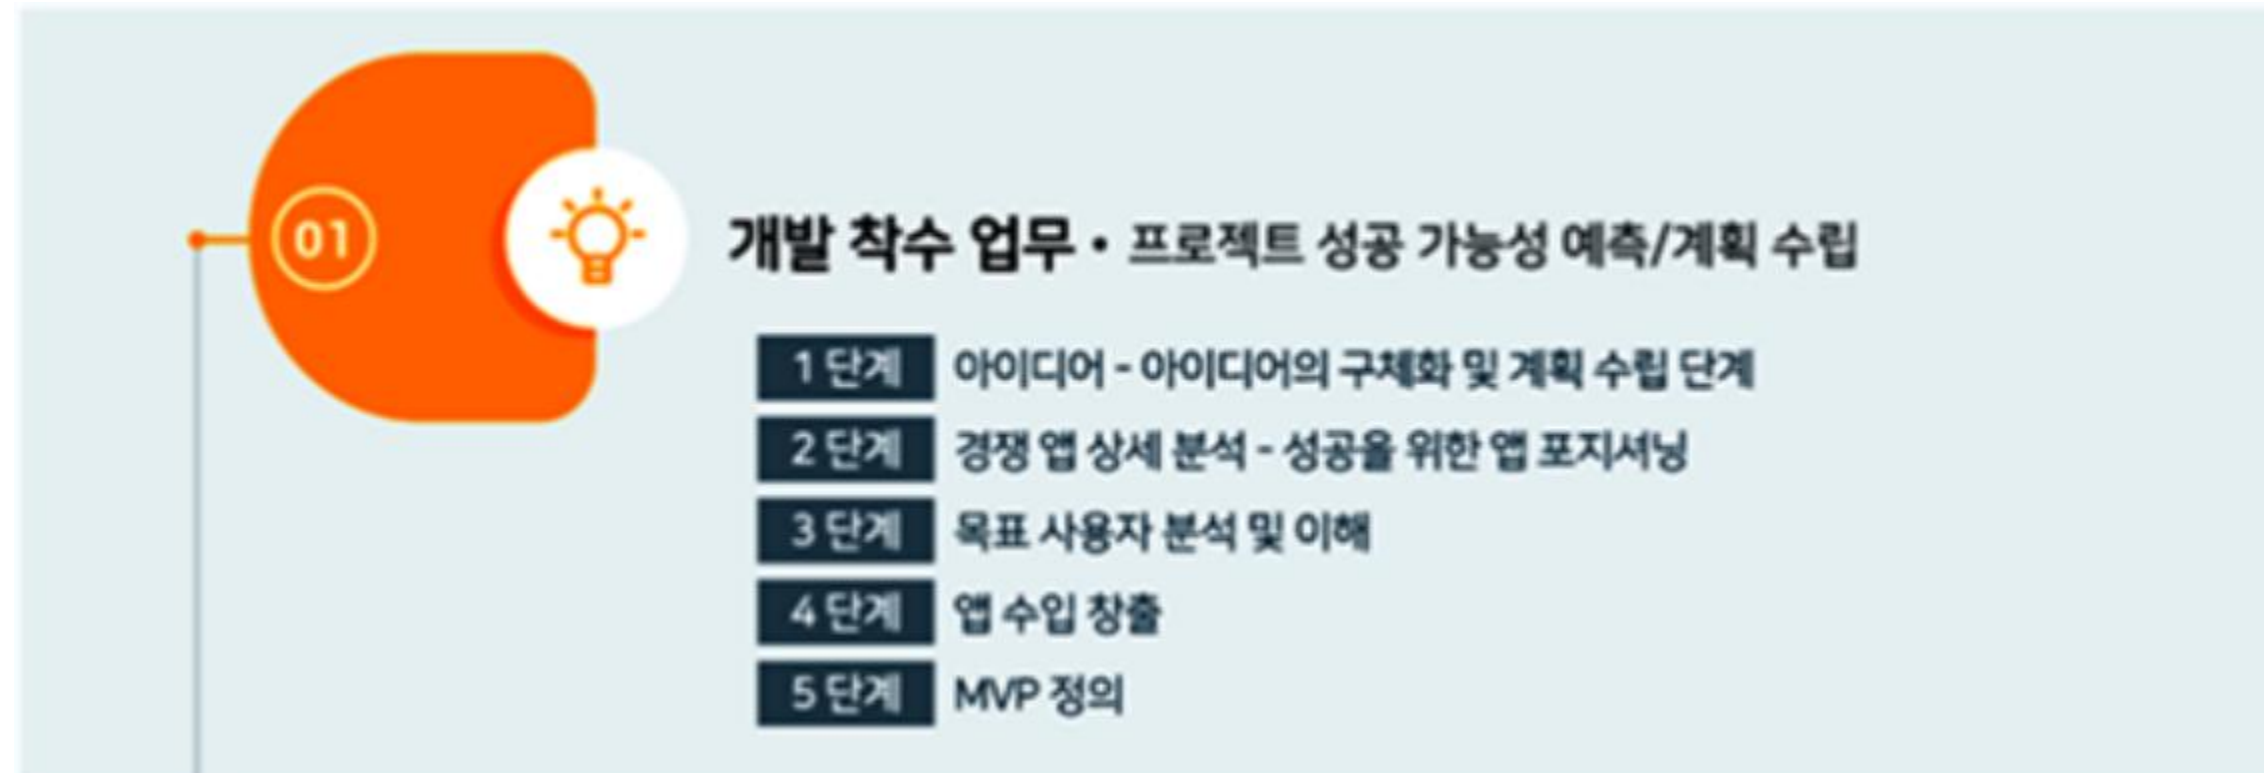 01
개발 착수 업무 • 프로젝트 성공 가능성 예측/계획 수립
1 단계 아이디어 - 아이디어의 구체화 및 계획 수립 단계
2 단계 경쟁 앱 상세 분석 - 성공을 위한 앱 포지셔닝
3 단계 목표 사용자 분석 및 이해
4 단계 앱 수입 창출
5 단계 MVP 정의